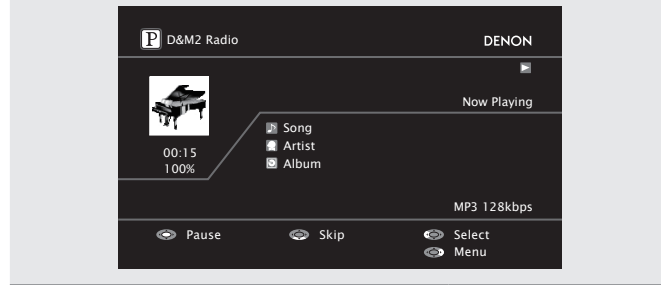 P D&M2 Radio
DENON
Now Playing
Song
Artist
Album
00:15
100%
MP3 128kbps
Pause Skip Select
Menu